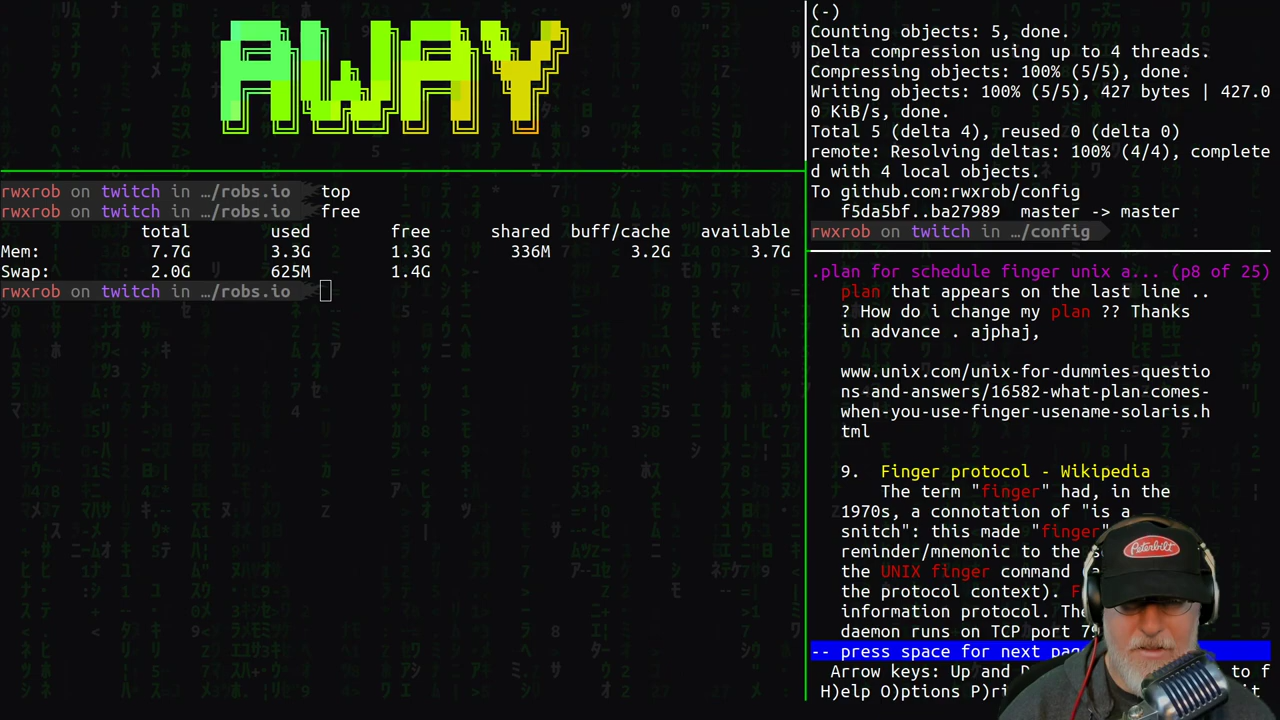 AWAY
rwxrob on twitch in …/robs.io top
rwxrob on twitch in …/robs.io free
total used free shared buff/cache available
Mem: 7.7G 3.3G 1.3G 336M 3.2G 3.7G
Swap: 2.0G 625M 1.4G
rwxrob on twitch in …/robs.io
(-)
Counting objects: 5, done.
Delta compression using up to 4 threads.
Compressing objects: 100% (5/5), done.
Writing objects: 100% (5/5), 427 bytes | 427.0
0 KiB/s, done.
Total 5 (delta 4), reused 0 (delta 0)
remote: Resolving deltas: 100% (4/4), complete
d with 4 local objects.
To github.com:rwxrob/config
f5da5bf..ba27989 master -> master
rwxrob on twitch in …/config
.plan for schedule finger unix a... (p8 of 25)
plan that appears on the last line ..
? How do i change my plan ?? Thanks
in advance . ajphaj,
www.unix.com/unix-for-dummies-questio
ns-and-answers/16582-what-plan-comes-
when-you-use-finger-usename-solaris.h
tml
9. Finger protocol - Wikipedia
The term "finger" had, in the
1970s, a connotation of "is a
snitch": this made "finger"
reminder/mnemonic to the
the UNIX finger command
the protocol context).
information protocol. The
daemon runs on TCP port
-- press space for next
Arrow keys: Up and to f
H)elp O)ptions
Peterbilt